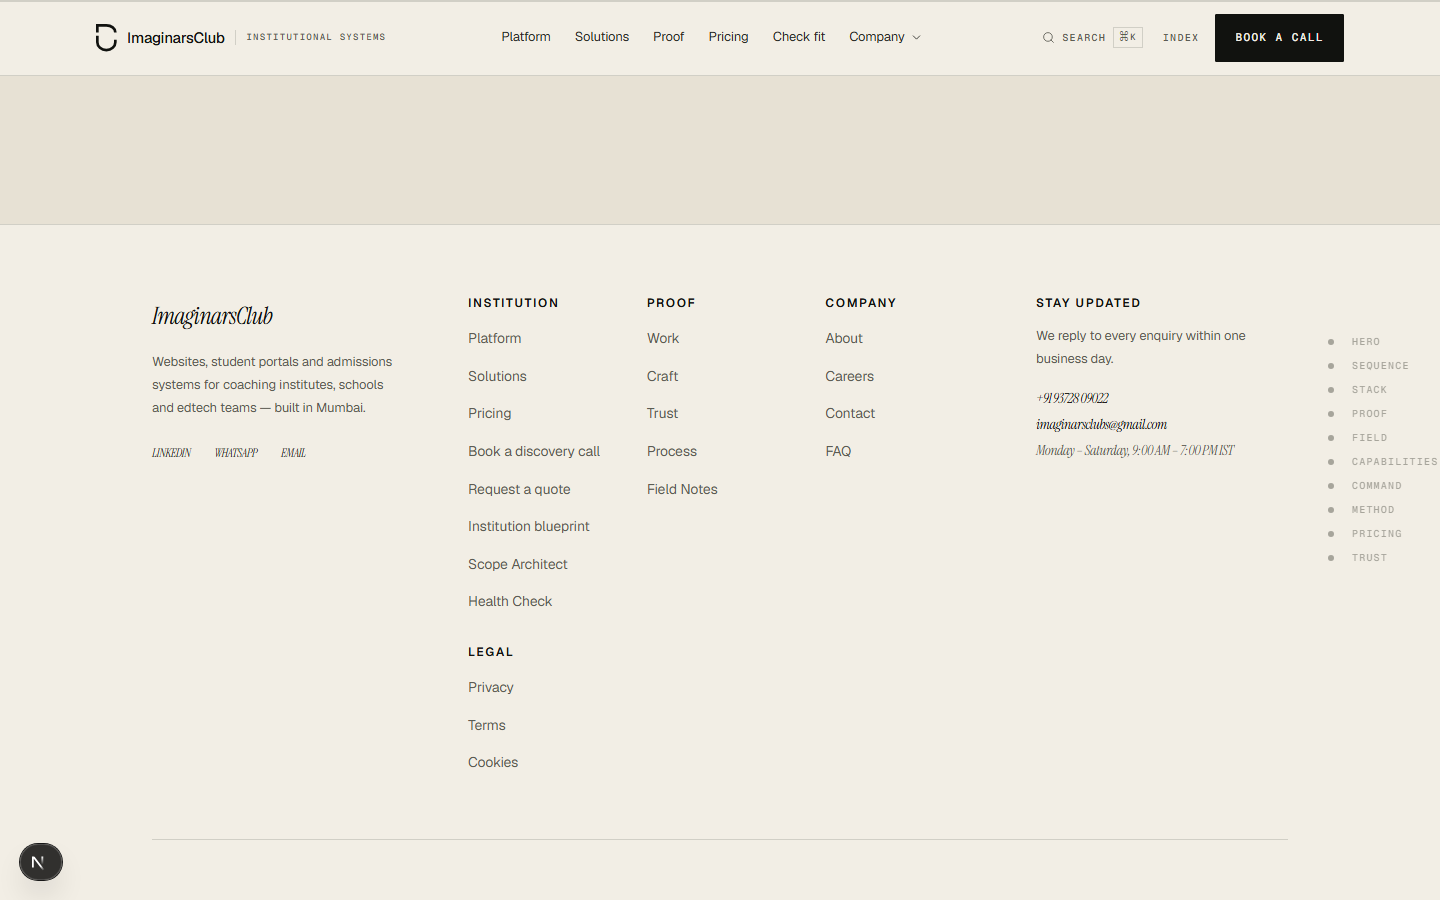 ImaginarsClub
INSTITUTIONAL SYSTEMS
Platform
Solutions
Proof
Pricing
Check fit
Company
SEARCH ⌘K
INDEX
BOOK A CALL
ImaginarsClub
Websites, student portals and admissions
systems for coaching institutes, schools
and edtech teams — built in Mumbai.
LINKEDIN WHATSAPP EMAIL
INSTITUTION
Platform
Solutions
Pricing
Book a discovery call
Request a quote
Institution blueprint
Scope Architect
Health Check
LEGAL
Privacy
Terms
Cookies
PROOF
Work
Craft
Trust
Process
Field Notes
COMPANY
About
Careers
Contact
FAQ
STAY UPDATED
We reply to every enquiry within one
business day.
+91 93728 09022
imaginarsclubs@gmail.com
Monday – Saturday, 9:00 AM – 7:00 PM IST
HERO
SEQUENCE
STACK
PROOF
FIELD
CAPABILITIES
COMMAND
METHOD
PRICING
TRUST
N